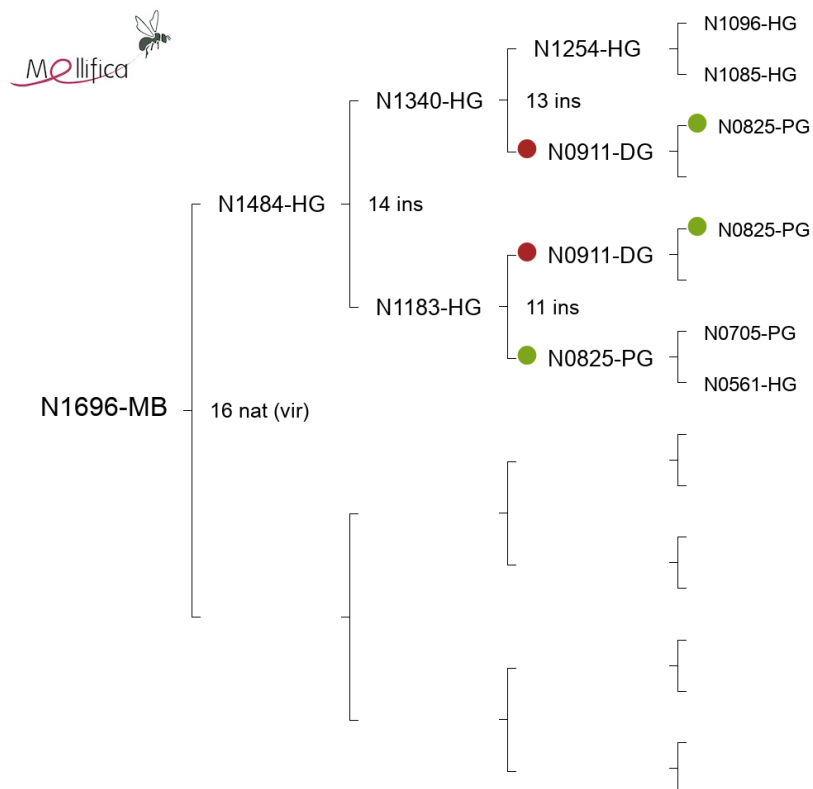 Mellifica
N1096-HG
N1254-HG
N1085-HG
N1340-HG
13 ins
N0825-PG
N0911-DG
N1484-HG
14 ins
N0911-DG
N0825-PG
N1183-HG
11 ins
N0705-PG
N0825-PG
N0561-HG
N1696-MB
16 nat (vir)